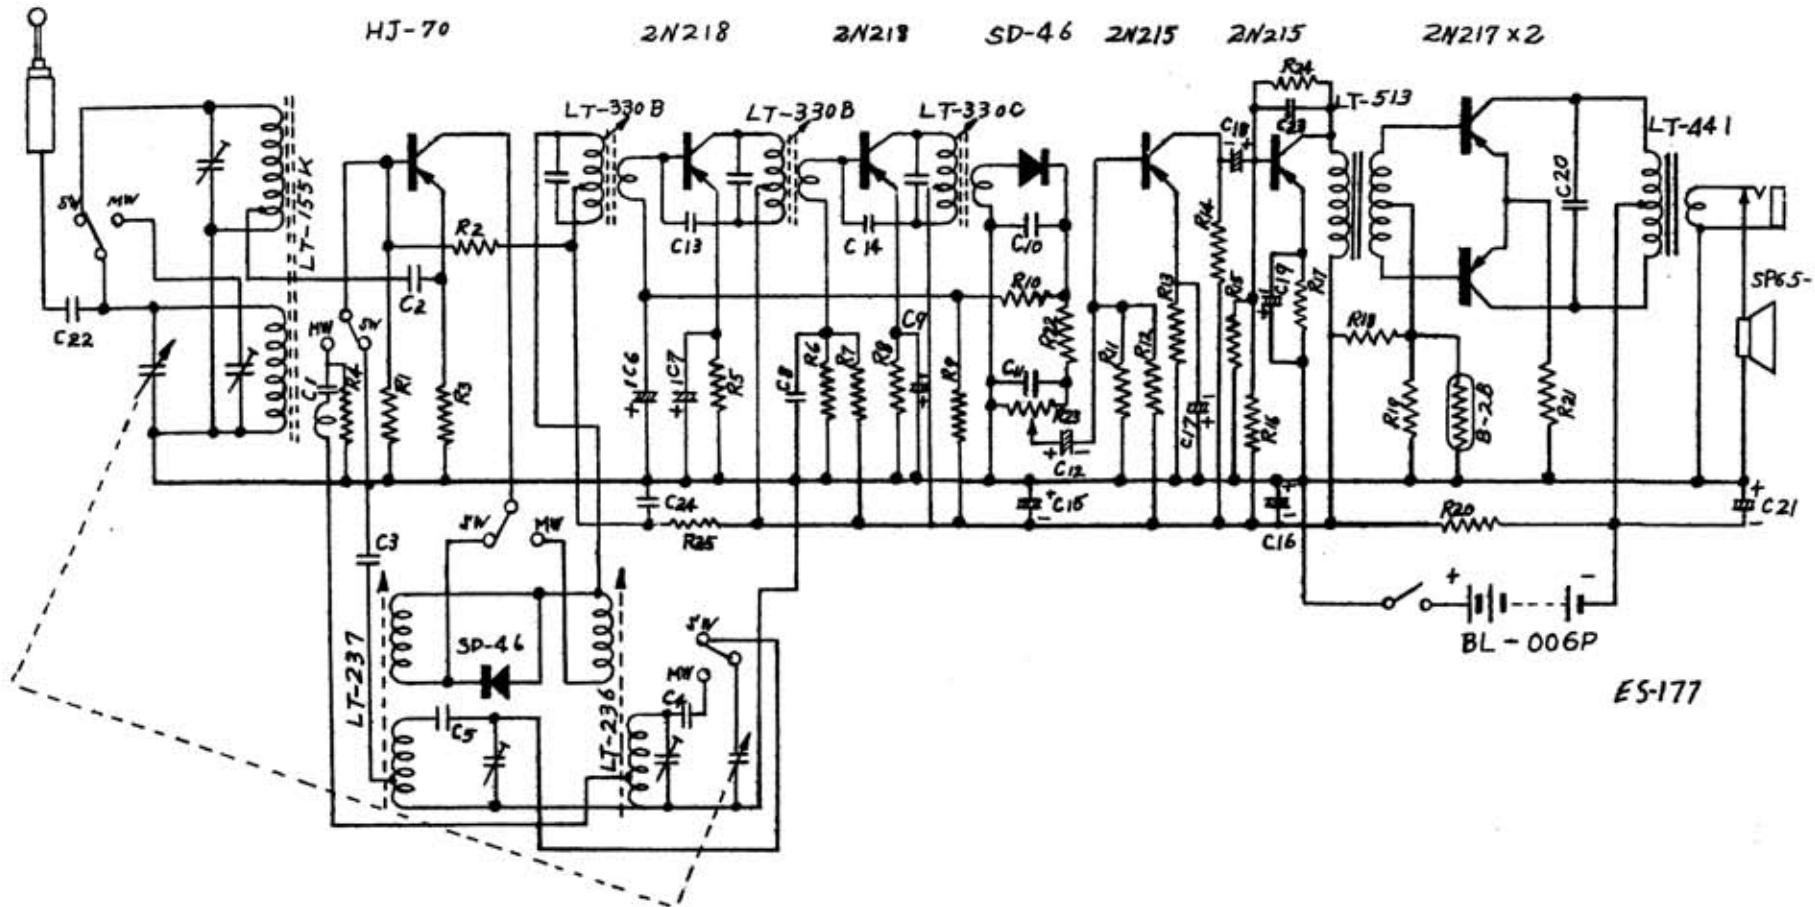 HJ-70
2N218
2N218
SD-46
2N215
2N215
2N217 x 2
R24
C23
LT-330B
LT-330B
LT-330C
LT-513
LT-441
C18
C20
LT-155K
SW
MW
R2
C2
C13
C14
C10
R10
R14
R13
R15
C19
R17
R18
SP65-
C22
MW
SW
C1
R4
R1
R3
C6
C7
R5
C8
R6
R7
R8
C9
R9
R22
C11
R23
C12
R11
R12
C17
R16
R19
B-2B
R21
C24
R25
C15
C16
R20
C21
C3
SW
MW
LT-237
SD-46
LT-236
SW
MW
C4
C5
BL-006P
ES-177